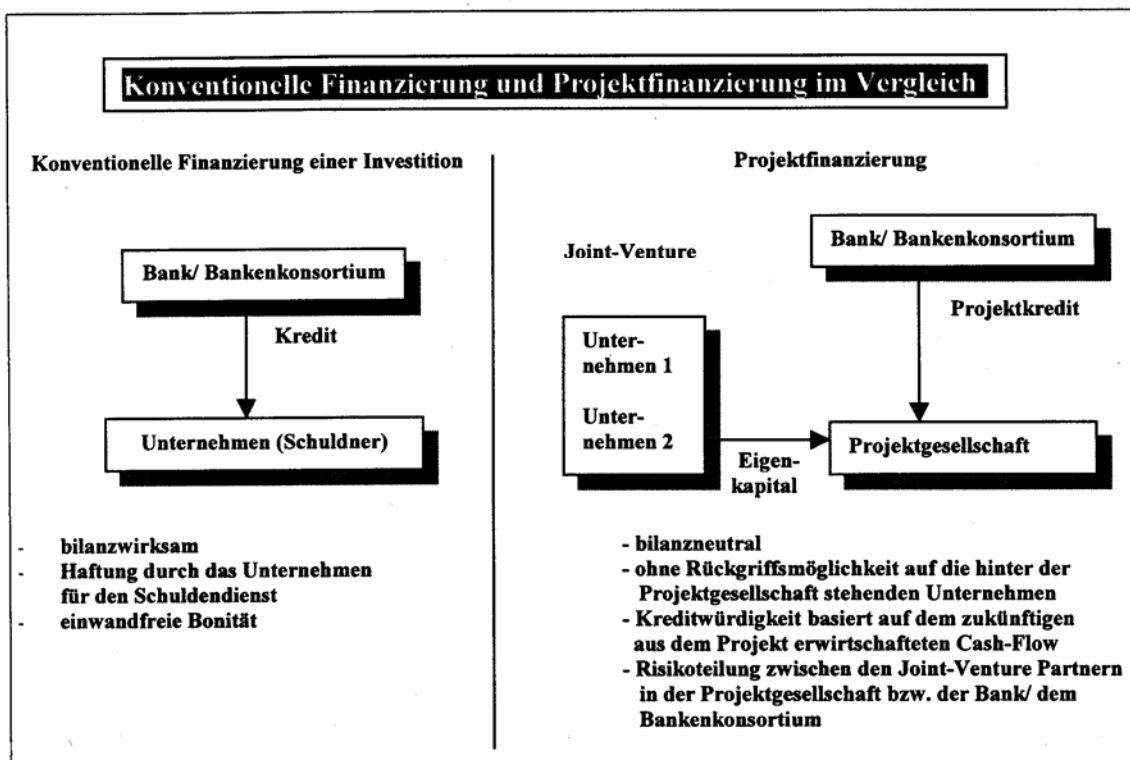 Konventionelle Finanzierung und Projektfinanzierung im Vergleich
Konventionelle Finanzierung einer Investition
Bank/ Bankenkonsortium
Kredit
Unternehmen (Schuldner)
- bilanzwirksam
- Haftung durch das Unternehmen
für den Schuldendienst
- einwandfreie Bonität
Projektfinanzierung
Joint-Venture
Bank/ Bankenkonsortium
Projektkredit
Unter-
nehmen 1
Unter-
nehmen 2
Eigen-
kapital
Projektgesellschaft
- bilanzneutral
- ohne Rückgriffsmöglichkeit auf die hinter der
Projektgesellschaft stehenden Unternehmen
- Kreditwürdigkeit basiert auf dem zukünftigen
aus dem Projekt erwirtschafteten Cash-Flow
- Risikoteilung zwischen den Joint-Venture Partnern
in der Projektgesellschaft bzw. der Bank/ dem
Bankenkonsortium